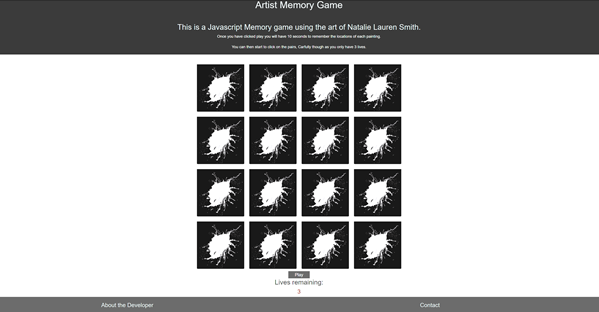 Artist Memory Game
This is a Javascript Memory game using the art of Natalie Lauren Smith.
Once you have clicked play you will have 10 seconds to remember the locations of each painting.
You can then start to click on the pairs, Carfully though as you only have 3 lives.
Play
Lives remaining:
3
About the Developer
Contact